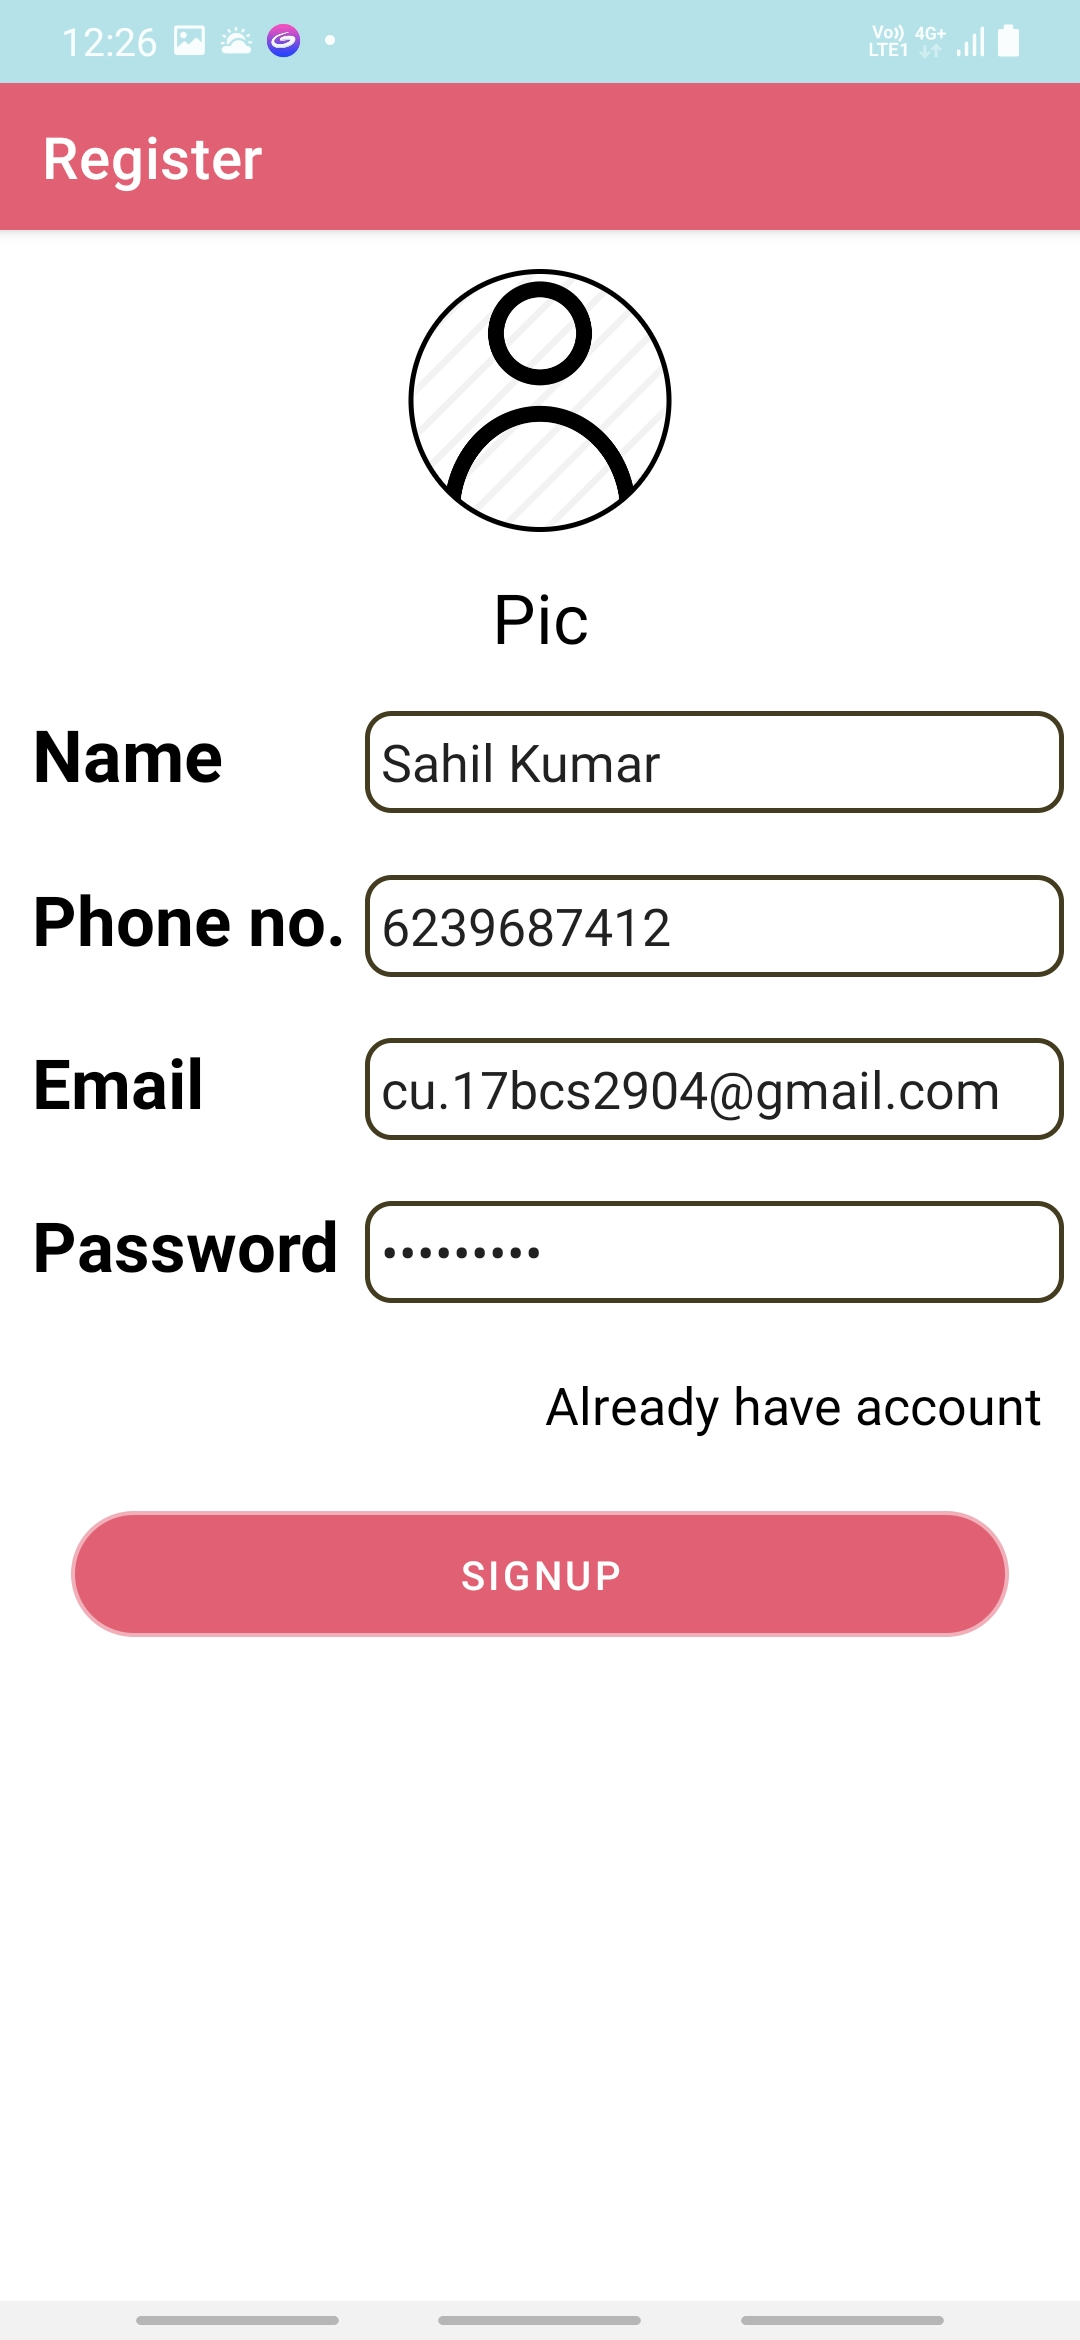 12:26 Vo)) 4G+
LTE1
Register
Pic
Name Sahil Kumar
Phone no. 6239687412
Email cu.17bcs2904@gmail.com
Password •••••••••
Already have account
SIGNUP